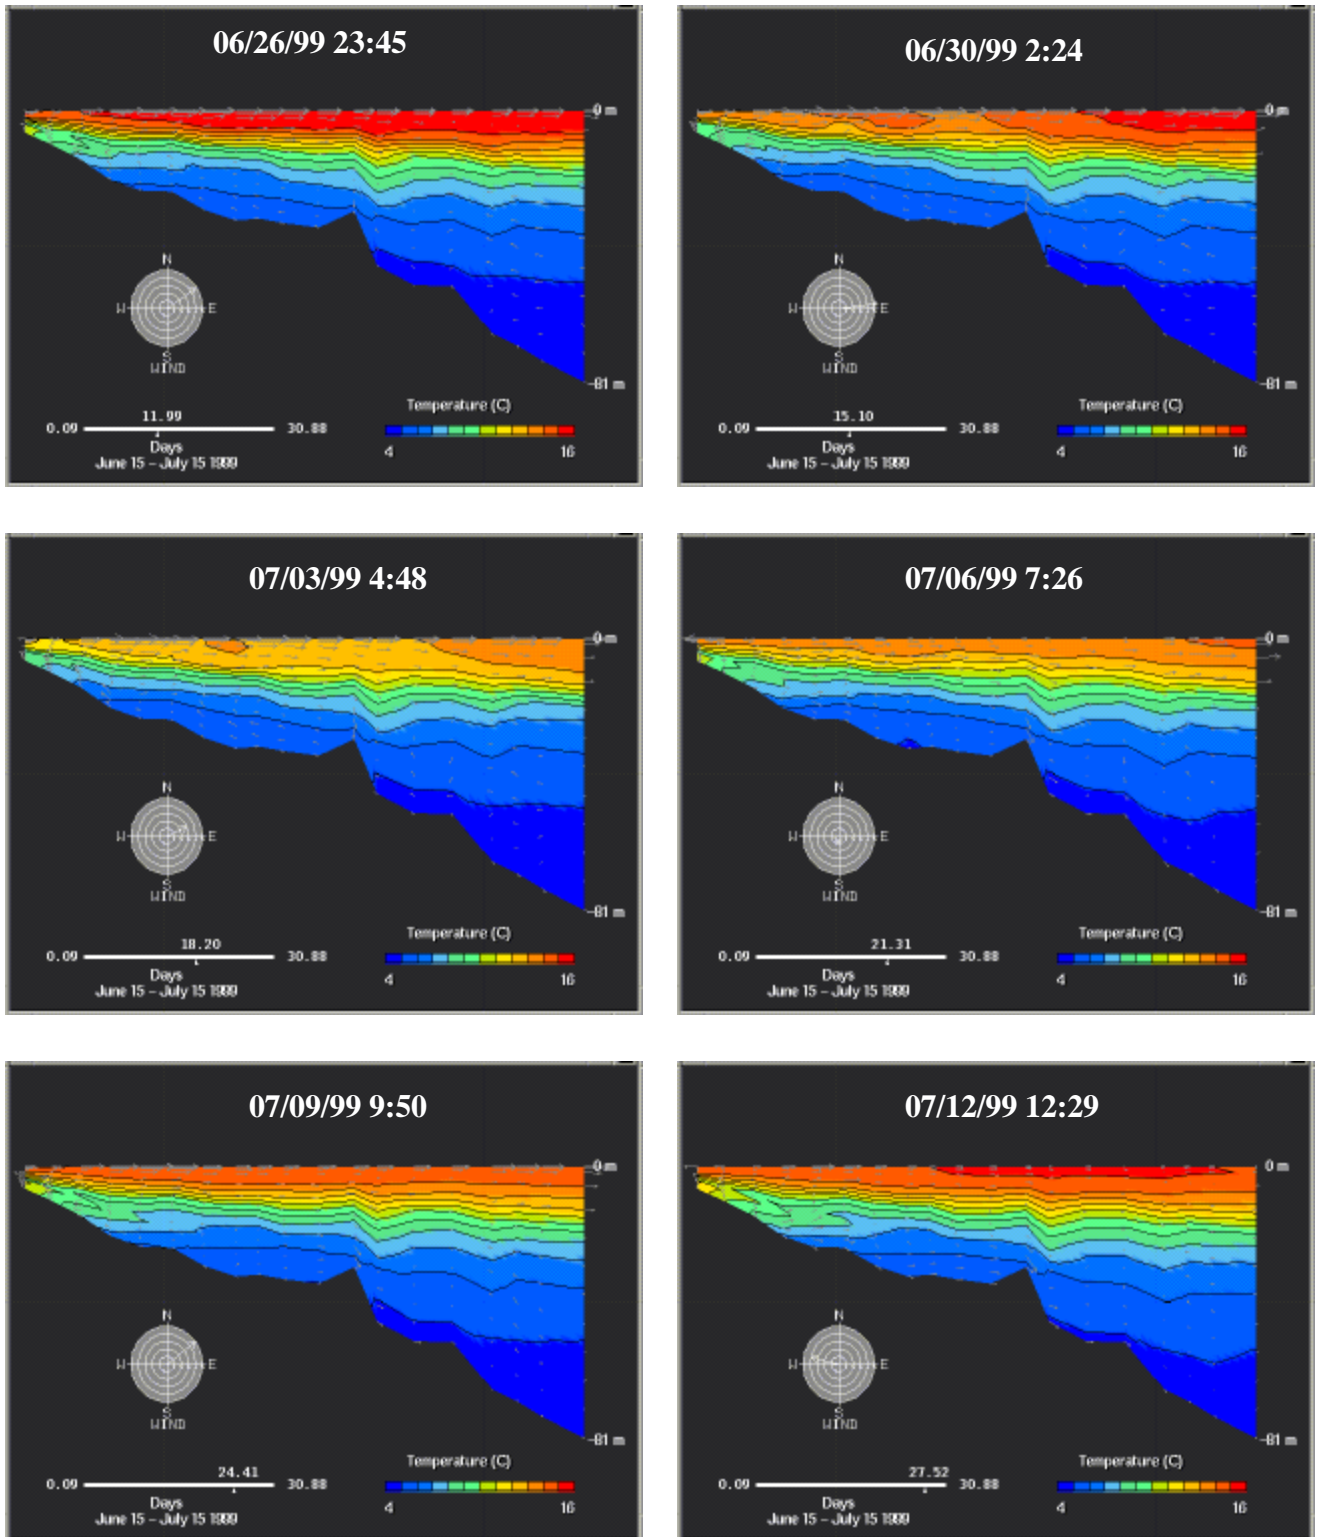 06/26/99 23:45
0 m
N
W E
S
WIND
-81 m
Temperature (C)
11.99
0.09 30.88
Days
4 16
June 15 - July 15 1999
06/30/99 2:24
0 m
N
W E
S
WIND
-81 m
Temperature (C)
15.10
0.09 30.88
Days
4 16
June 15 - July 15 1999
07/03/99 4:48
0 m
N
W E
S
WIND
-81 m
Temperature (C)
18.20
0.09 30.88
Days
4 16
June 15 - July 15 1999
07/06/99 7:26
0 m
N
W E
S
WIND
-81 m
Temperature (C)
21.31
0.09 30.88
Days
4 16
June 15 - July 15 1999
07/09/99 9:50
0 m
N
W E
S
WIND
-81 m
Temperature (C)
24.41
0.09 30.88
Days
4 16
June 15 - July 15 1999
07/12/99 12:29
0 m
N
W E
S
WIND
-81 m
Temperature (C)
27.52
0.09 30.88
Days
4 16
June 15 - July 15 1999